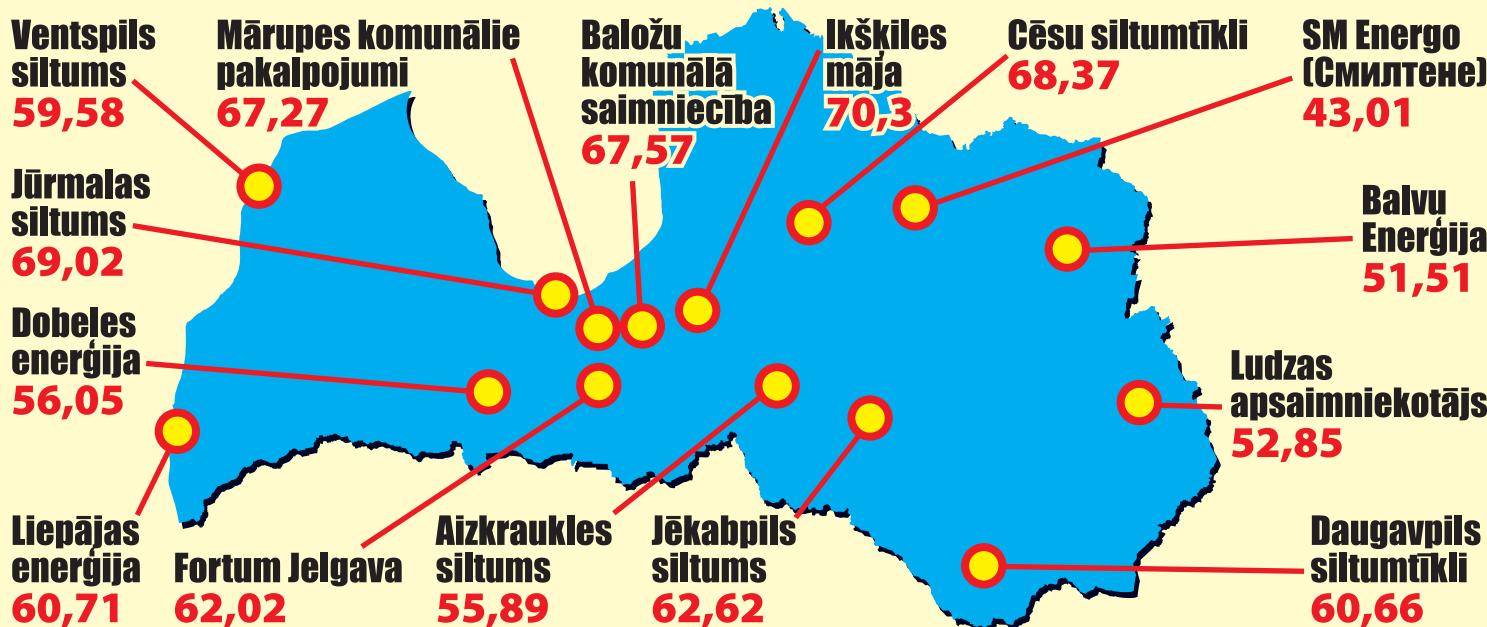 Ventspils
siltums
59,58
Mārupes komunālie
pakalpojumi
67,27
Baložu
komunālā
saimniecība
67,57
Ikšķiles
māja
70,3
Cēsu siltumtīkli
68,37
SM Energo
(Смилтене)
43,01
Jūrmalas
siltums
69,02
Balvu
Enerģija
51,51
Dobeles
enerģija
56,05
Ludzas
apsaimniekotājs
52,85
Liepājas
enerģija
60,71
Fortum Jelgava
62,02
Aizkraukles
siltums
55,89
Jēkabpils
siltums
62,62
Daugavpils
siltumtīkli
60,66